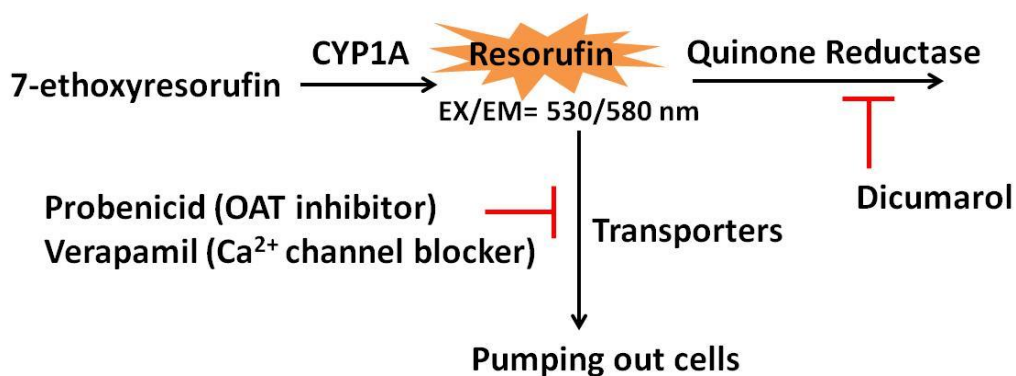 CYP1A
Resorufin
Quinone Reductase
7-ethoxyresorufin
EX/EM= 530/580 nm
Probenicid (OAT inhibitor)
Verapamil (Ca²⁺ channel blocker)
Dicumarol
Transporters
Pumping out cells